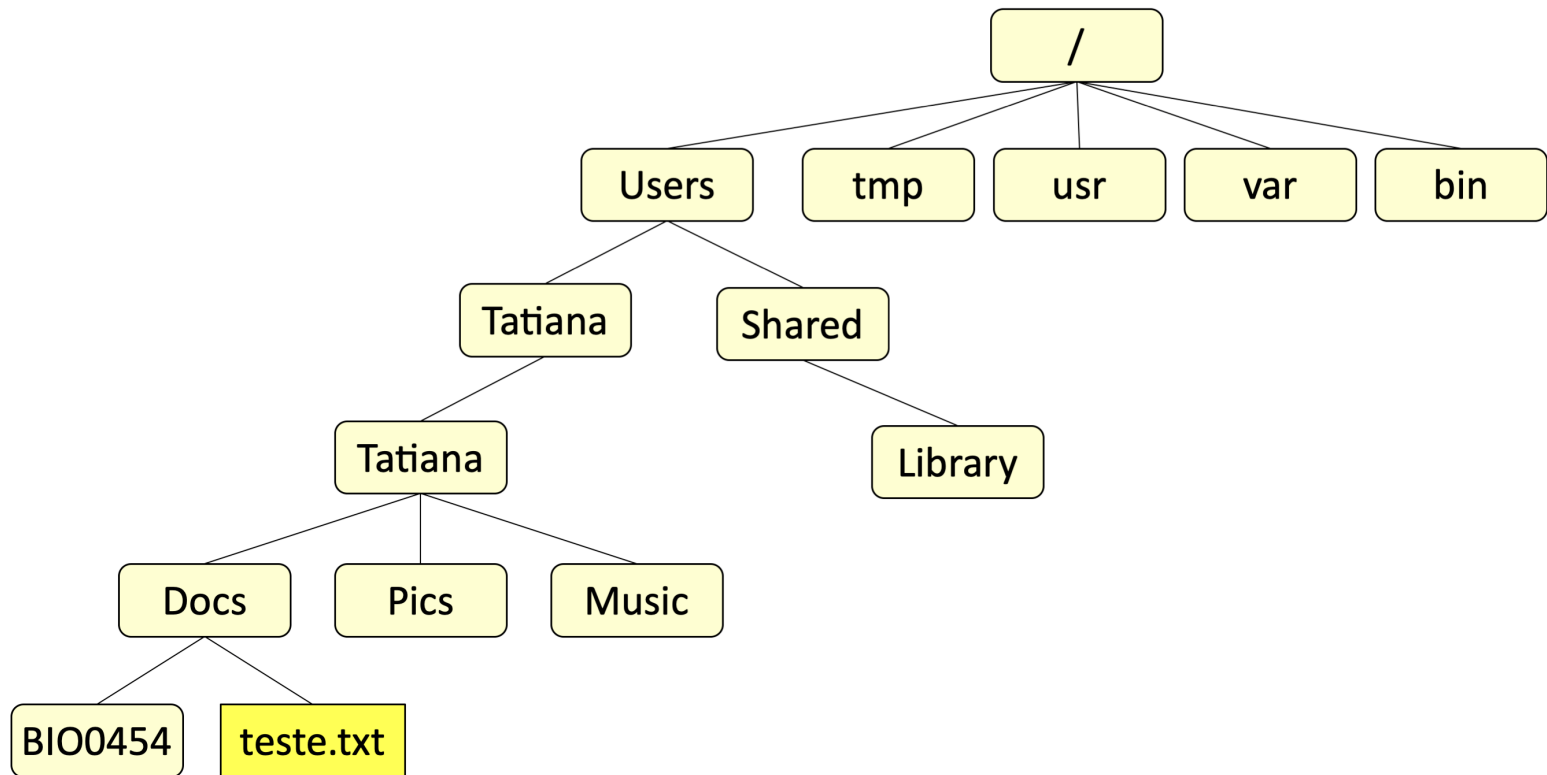 /
Users tmp usr var bin
Tatiana Shared
Tatiana Library
Docs Pics Music
BIO0454 teste.txt